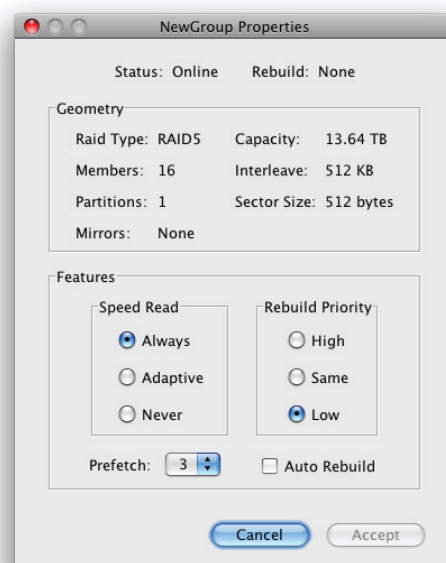 NewGroup Properties
Status: Online Rebuild: None
Geometry
Raid Type: RAID5 Capacity: 13.64 TB
Members: 16 Interleave: 512 KB
Partitions: 1 Sector Size: 512 bytes
Mirrors: None
Features
Speed Read Rebuild Priority
Always High
Adaptive Same
Never Low
Prefetch: 3 Auto Rebuild
Cancel Accept